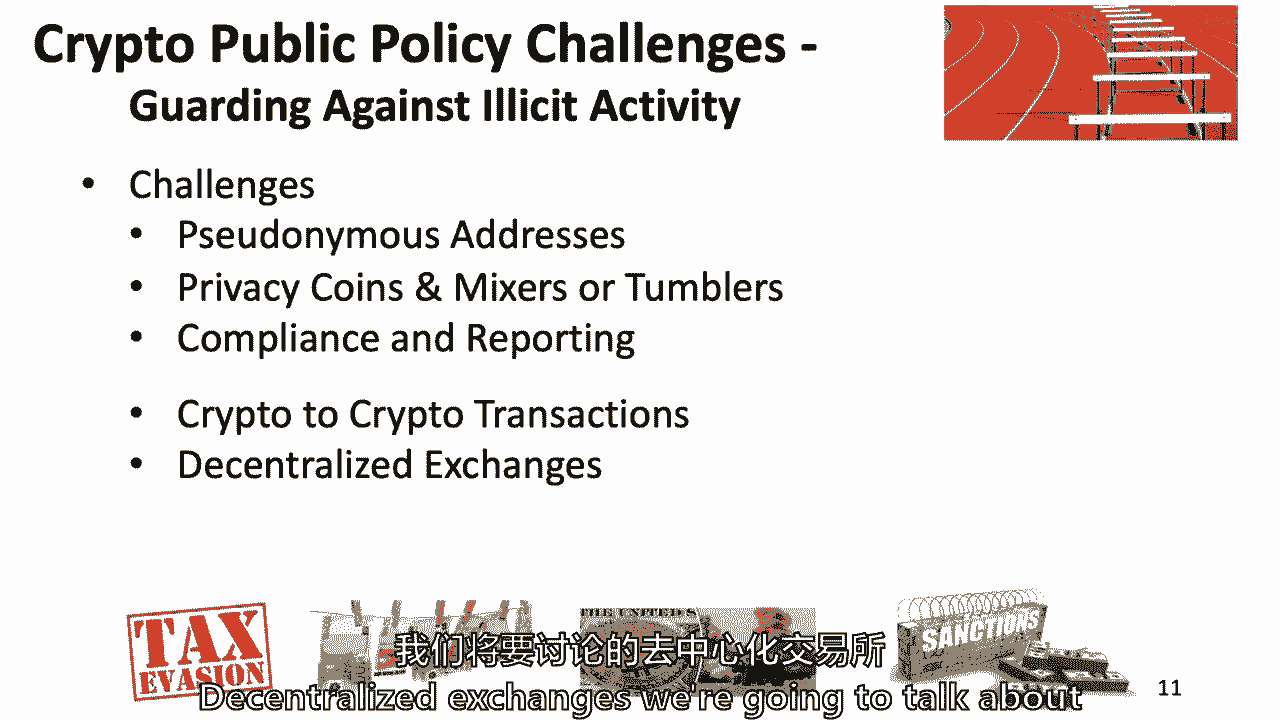 Crypto Public Policy Challenges -
Guarding Against Illicit Activity
• Challenges
• Pseudonymous Addresses
• Privacy Coins & Mixers or Tumblers
• Compliance and Reporting
• Crypto to Crypto Transactions
• Decentralized Exchanges
TAX
EVASION
THE UNITED S
SANCTIONS
我们将要讨论的去中心化交易所
Decentralized exchanges we're going to talk about
11